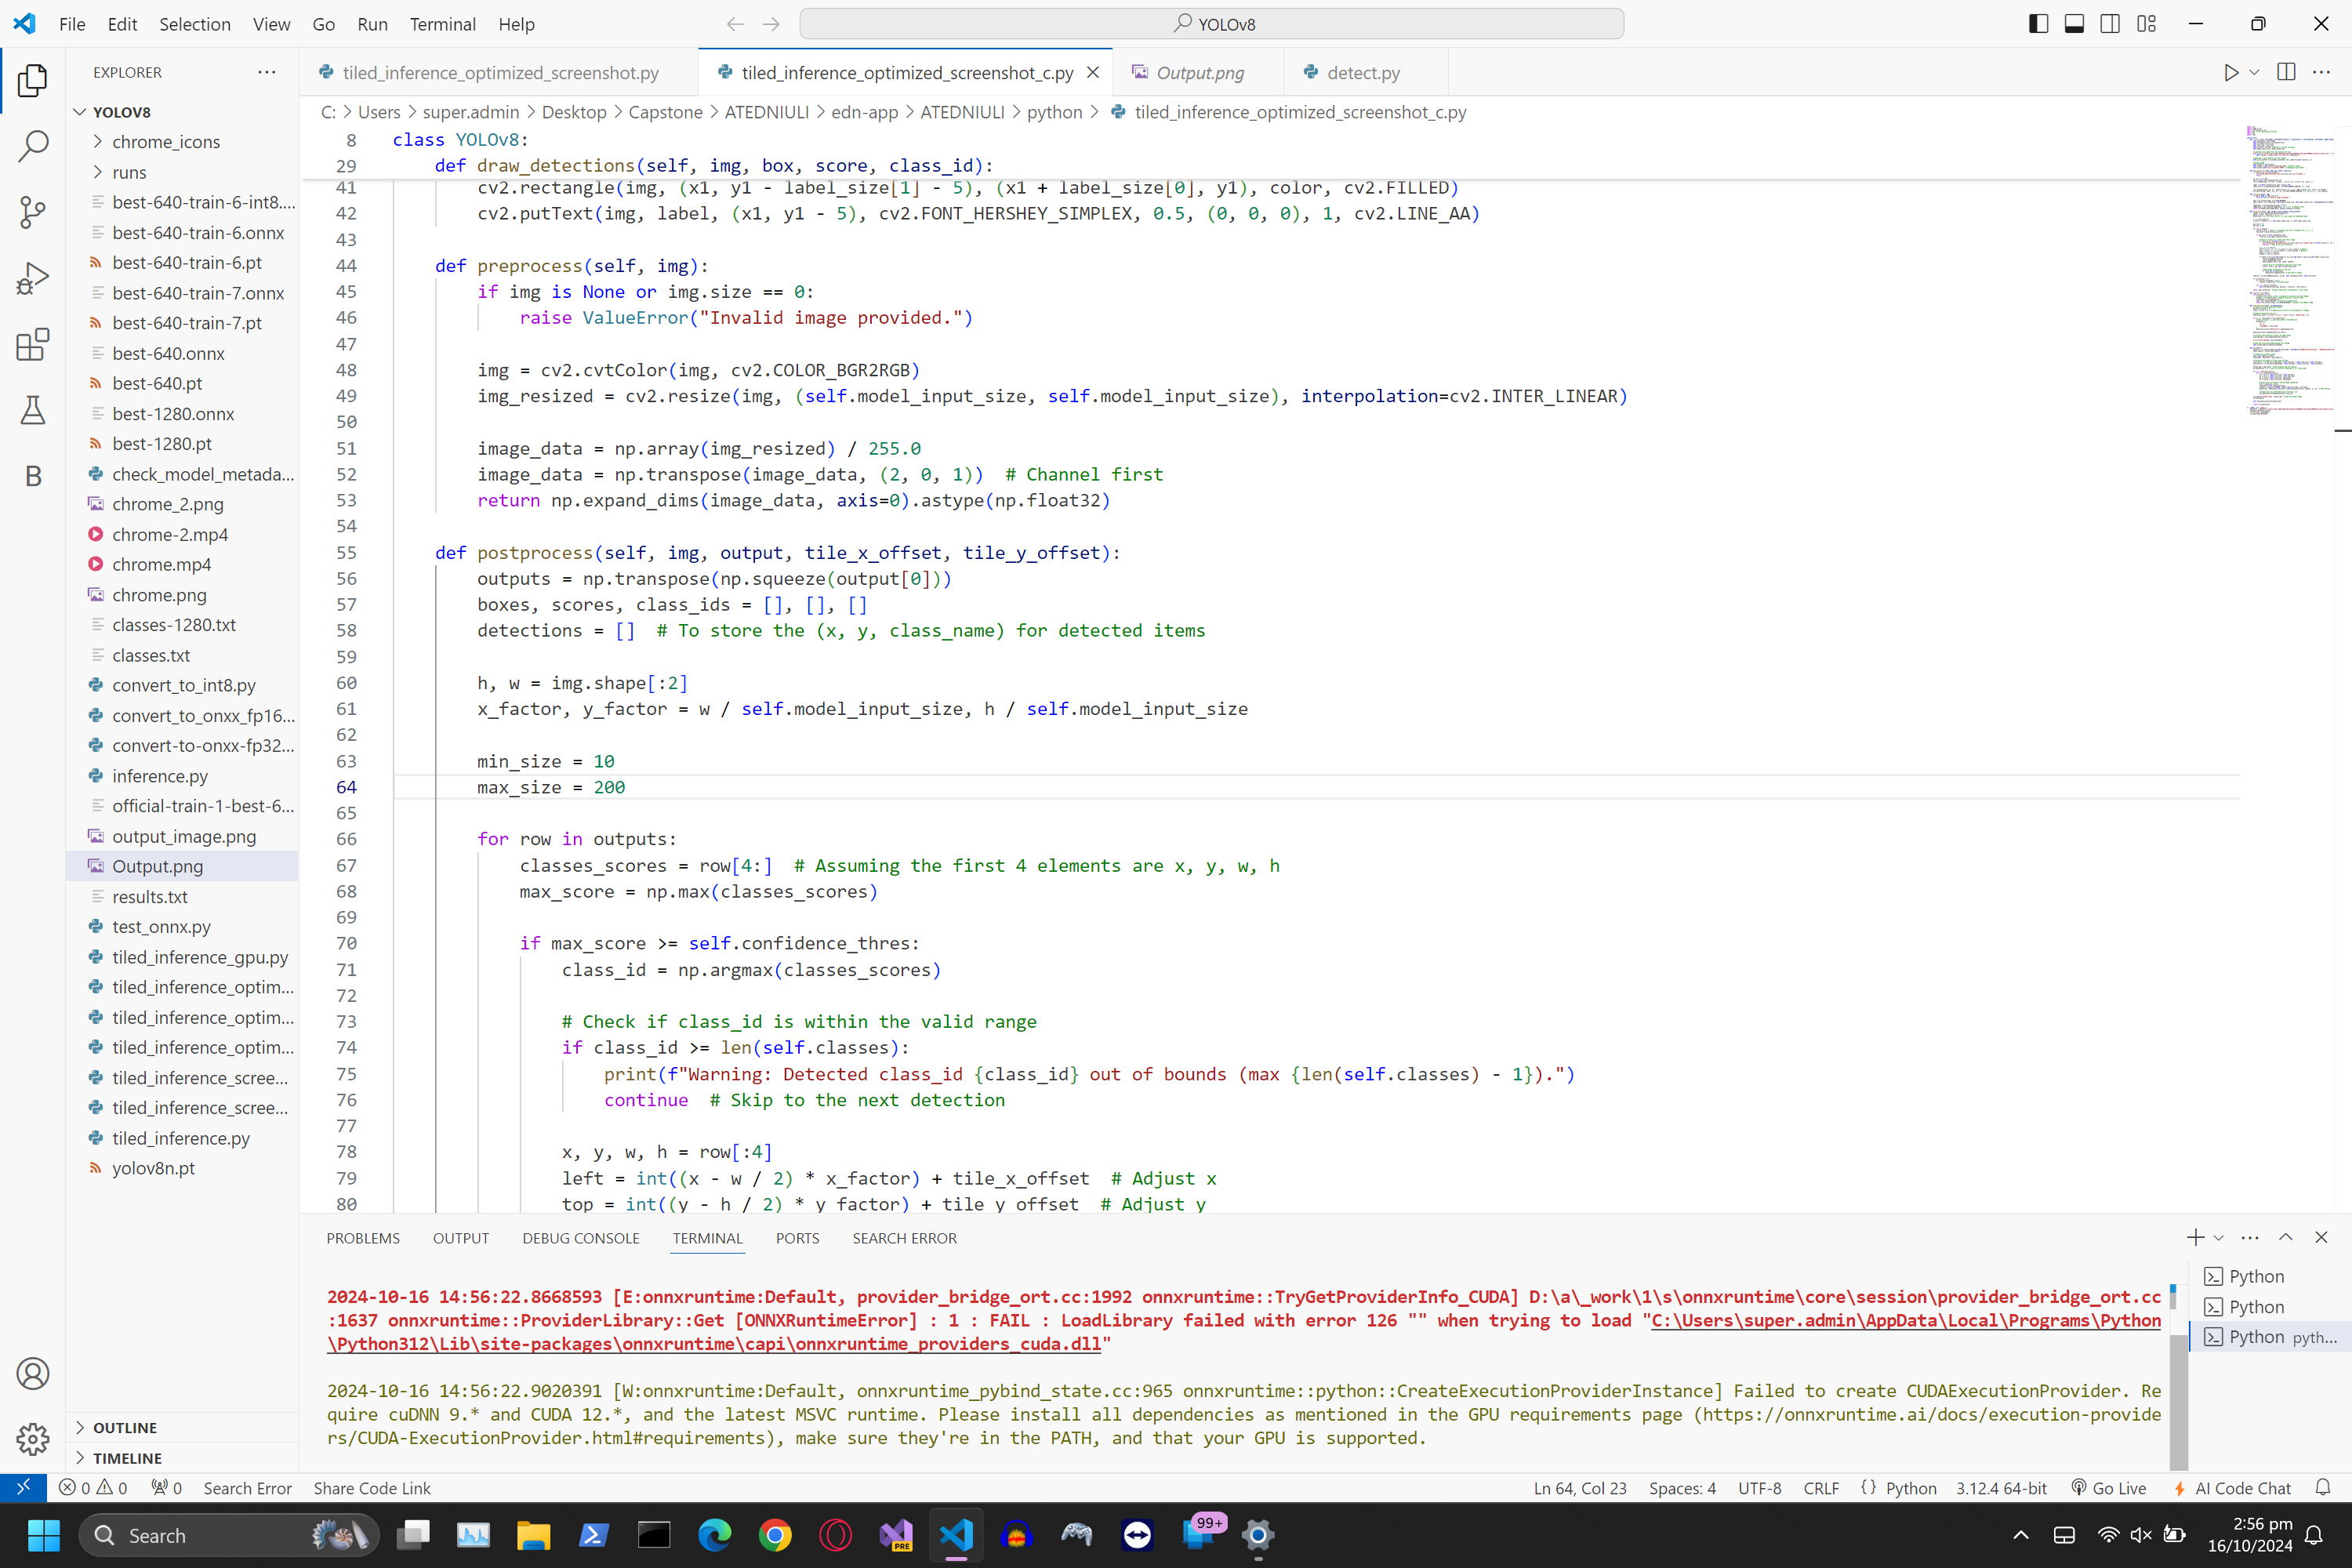 File Edit Selection View Go Run Terminal Help
YOLOv8
EXPLORER
YOLOV8
chrome_icons
runs
best-640-train-6-int8....
best-640-train-6.onnx
best-640-train-6.pt
best-640-train-7.onnx
best-640-train-7.pt
best-640.onnx
best-640.pt
best-1280.onnx
best-1280.pt
check_model_metada...
chrome_2.png
chrome-2.mp4
chrome.mp4
chrome.png
classes-1280.txt
classes.txt
convert_to_int8.py
convert_to_onxx_fp16...
convert-to-onxx-fp32...
inference.py
official-train-1-best-6...
output_image.png
Output.png
results.txt
test_onnx.py
tiled_inference_gpu.py
tiled_inference_optim...
tiled_inference_optim...
tiled_inference_optim...
tiled_inference_scree...
tiled_inference_scree...
tiled_inference.py
yolov8n.pt
OUTLINE
TIMELINE
tiled_inference_optimized_screenshot.py
tiled_inference_optimized_screenshot_c.py
Output.png
detect.py
C: > Users > super.admin > Desktop > Capstone > ATEDNIULI > edn-app > ATEDNIULI > python > tiled_inference_optimized_screenshot_c.py
8 class YOLOv8:
29 def draw_detections(self, img, box, score, class_id):
41 cv2.rectangle(img, (x1, y1 - label_size[1] - 5), (x1 + label_size[0], y1), color, cv2.FILLED)
42 cv2.putText(img, label, (x1, y1 - 5), cv2.FONT_HERSHEY_SIMPLEX, 0.5, (0, 0, 0), 1, cv2.LINE_AA)
43
44 def preprocess(self, img):
45 if img is None or img.size == 0:
46 raise ValueError("Invalid image provided.")
47
48 img = cv2.cvtColor(img, cv2.COLOR_BGR2RGB)
49 img_resized = cv2.resize(img, (self.model_input_size, self.model_input_size), interpolation=cv2.INTER_LINEAR)
50
51 image_data = np.array(img_resized) / 255.0
52 image_data = np.transpose(image_data, (2, 0, 1)) # Channel first
53 return np.expand_dims(image_data, axis=0).astype(np.float32)
54
55 def postprocess(self, img, output, tile_x_offset, tile_y_offset):
56 outputs = np.transpose(np.squeeze(output[0]))
57 boxes, scores, class_ids = [], [], []
58 detections = [] # To store the (x, y, class_name) for detected items
59
60 h, w = img.shape[:2]
61 x_factor, y_factor = w / self.model_input_size, h / self.model_input_size
62
63 min_size = 10
64 max_size = 200
65
66 for row in outputs:
67 classes_scores = row[4:] # Assuming the first 4 elements are x, y, w, h
68 max_score = np.max(classes_scores)
69
70 if max_score >= self.confidence_thres:
71 class_id = np.argmax(classes_scores)
72
73 # Check if class_id is within the valid range
74 if class_id >= len(self.classes):
75 print(f"Warning: Detected class_id {class_id} out of bounds (max {len(self.classes) - 1}).")
76 continue # Skip to the next detection
77
78 x, y, w, h = row[:4]
79 left = int((x - w / 2) * x_factor) + tile_x_offset # Adjust x
80 top = int((y - h / 2) * y_factor) + tile_y_offset # Adjust y
PROBLEMS OUTPUT DEBUG CONSOLE TERMINAL PORTS SEARCH ERROR
2024-10-16 14:56:22.8668593 [E:onnxruntime:Default, provider_bridge_ort.cc:1992 onnxruntime::TryGetProviderInfo_CUDA] D:\a\_work\1\s\onnxruntime\core\session\provider_bridge_ort.cc
:1637 onnxruntime::ProviderLibrary::Get [ONNXRuntimeError] : 1 : FAIL : LoadLibrary failed with error 126 "" when trying to load "C:\Users\super.admin\AppData\Local\Programs\Python
\Python312\Lib\site-packages\onnxruntime\capi\onnxruntime_providers_cuda.dll"
2024-10-16 14:56:22.9020391 [W:onnxruntime:Default, onnxruntime_pybind_state.cc:965 onnxruntime::python::CreateExecutionProviderInstance] Failed to create CUDAExecutionProvider. Re
quire cuDNN 9.* and CUDA 12.*, and the latest MSVC runtime. Please install all dependencies as mentioned in the GPU requirements page (https://onnxruntime.ai/docs/execution-provide
rs/CUDA-ExecutionProvider.html#requirements), make sure they're in the PATH, and that your GPU is supported.
Python
Python
Python pyth...
0 0 0 Search Error Share Code Link
Ln 64, Col 23 Spaces: 4 UTF-8 CRLF {} Python 3.12.4 64-bit Go Live AI Code Chat
Search
PRE
99+
2:56 pm
16/10/2024